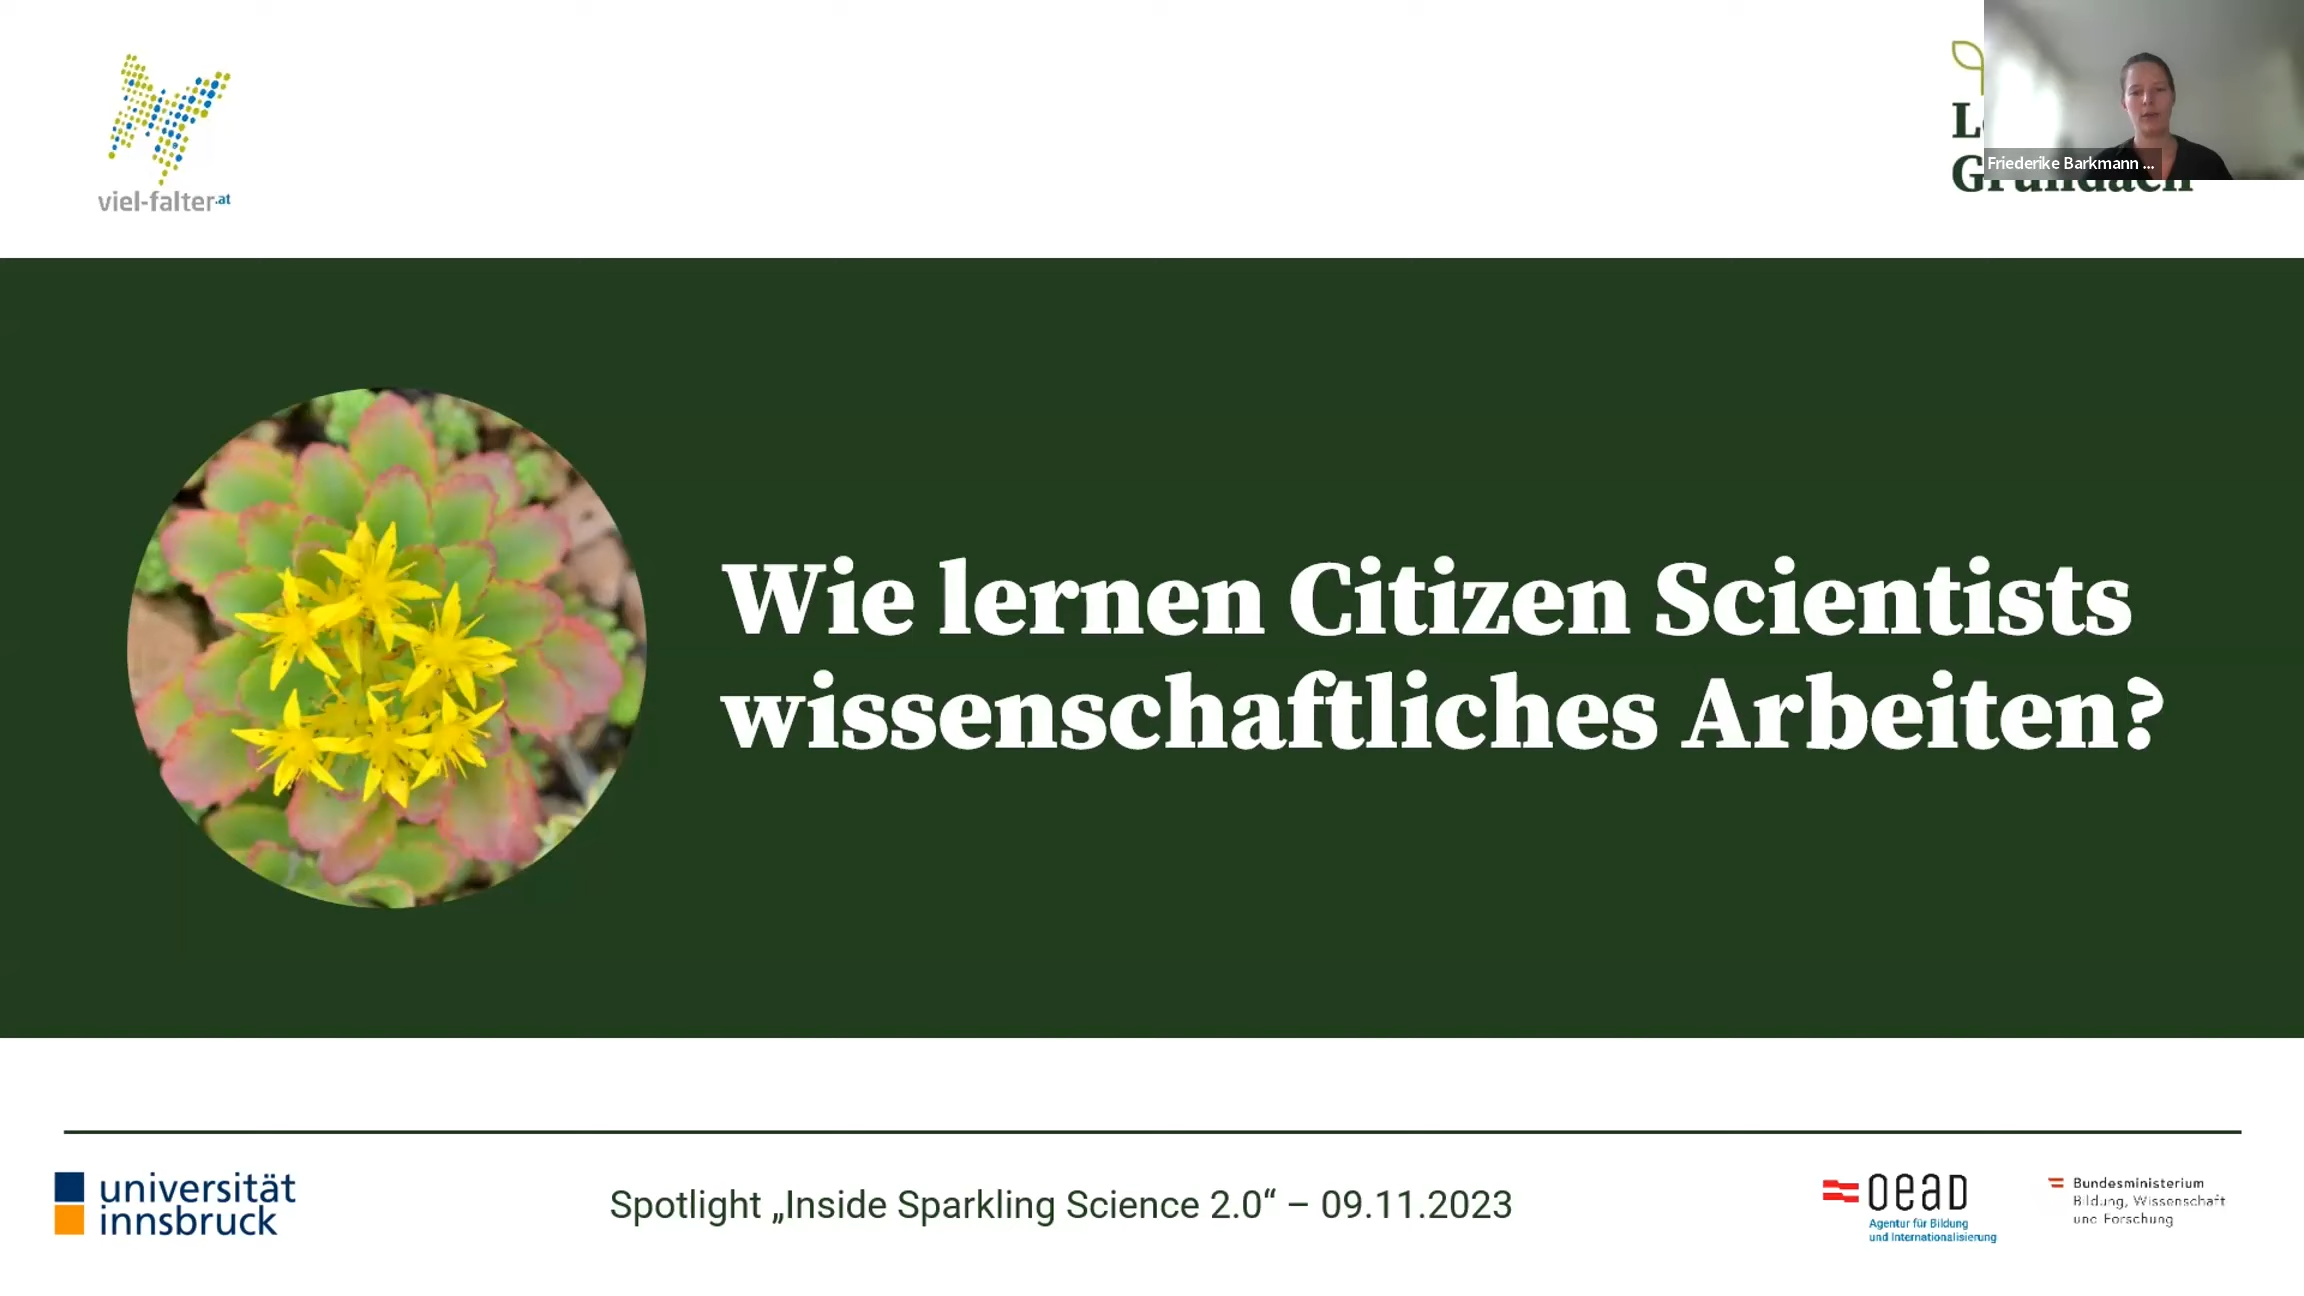 viel-falter.at
Friederike Barkmann ...
Wie lernen Citizen Scientists
wissenschaftliches Arbeiten?
universität
innsbruck
Spotlight „Inside Sparkling Science 2.0“ – 09.11.2023
OeAD
Agentur für Bildung
und Internationalisierung
Bundesministerium
Bildung, Wissenschaft
und Forschung